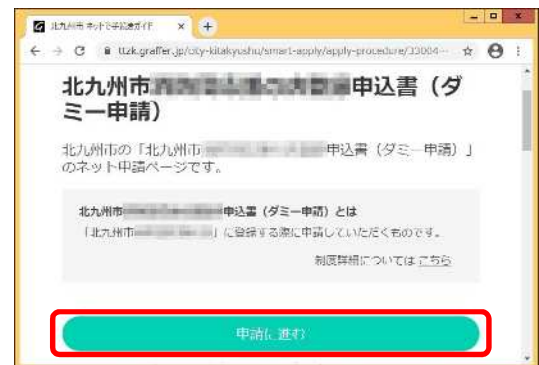 北九州市 ネットで手続きガイド
ttzk.graffer.jp/city-kitakyushu/smart-apply/apply-procedure/33004
北九州市 申込書（ダ
ミー申請）
北九州市の「北九州市 申込書（ダミー申請）」
のネット申請ページです。
北九州市 申込書（ダミー申請）とは
「北九州市 」に登録する際に申請していただくものです。
制度詳細については こちら
申請に進む